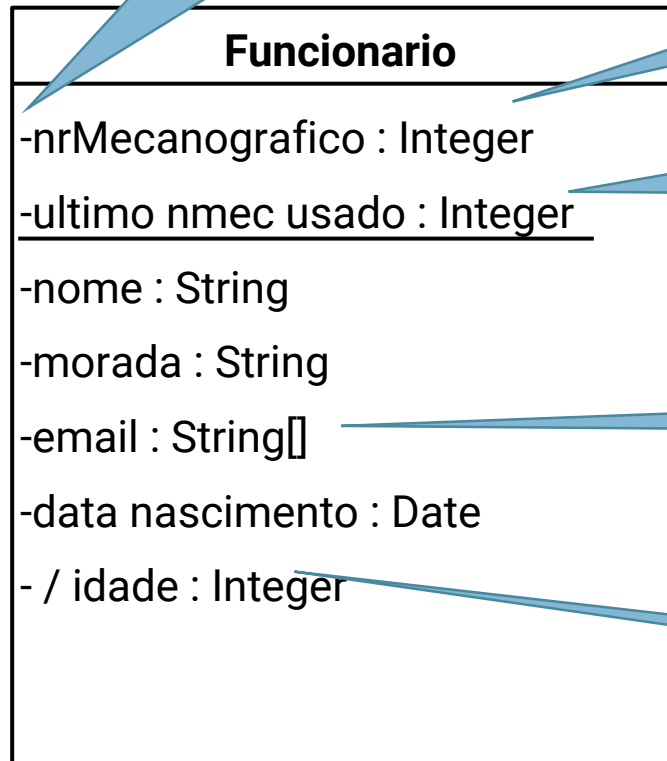 Funcionario
-nrMecanografico : Integer
-ultimo nmec usado : Integer
-nome : String
-morada : String
-email : String[]
-data nascimento : Date
- / idade : Integer